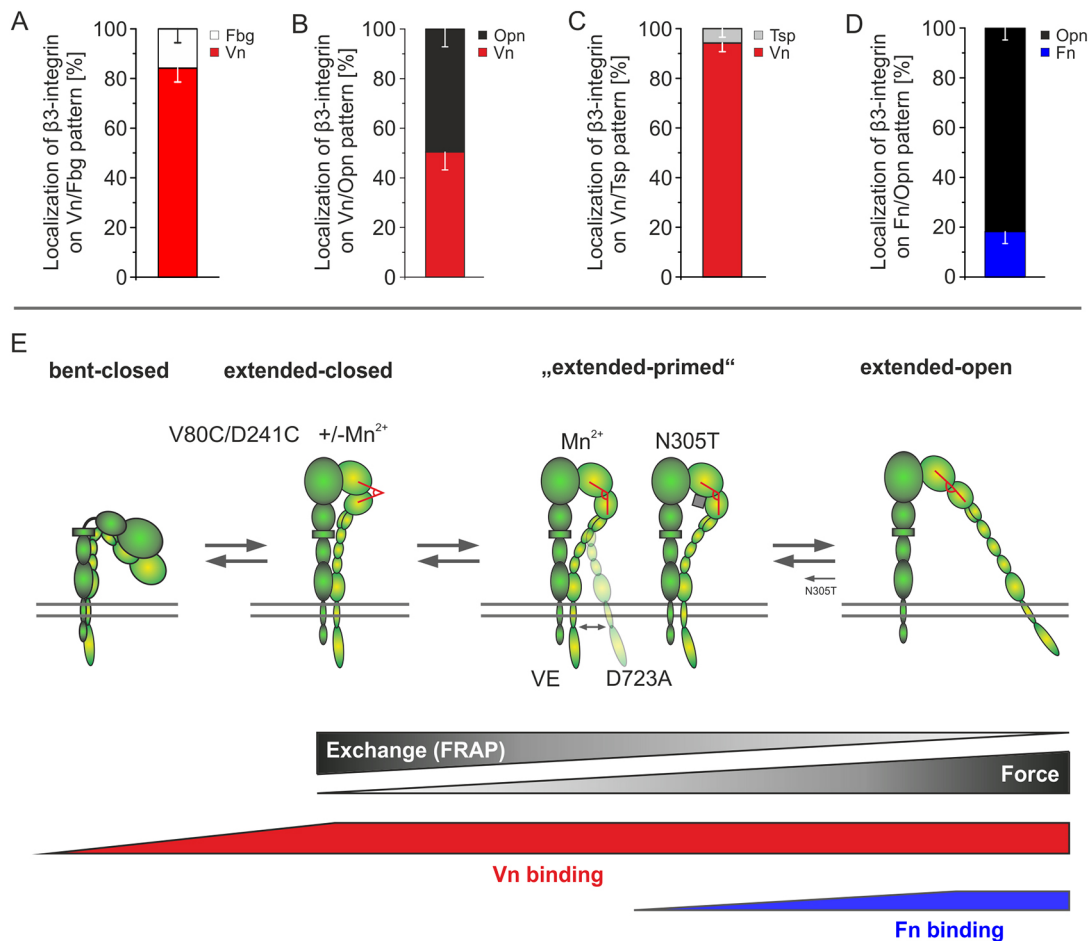 A
Localization of β3-integrin
on Vn/Fbg pattern [%]
100
80
60
40
20
0
Fbg
Vn
B
Localization of β3-integrin
on Vn/Opn pattern [%]
100
80
60
40
20
0
Opn
Vn
C
Localization of β3-integrin
on Vn/Tsp pattern [%]
100
80
60
40
20
0
Tsp
Vn
D
Localization of β3-integrin
on Fn/Opn pattern [%]
100
80
60
40
20
0
Opn
Fn
E
bent-closed
extended-closed
„extended-primed“
extended-open
V80C/D241C +/-Mn²⁺
Mn²⁺
N305T
N305T
VE
D723A
Exchange (FRAP)
Force
Vn binding
Fn binding